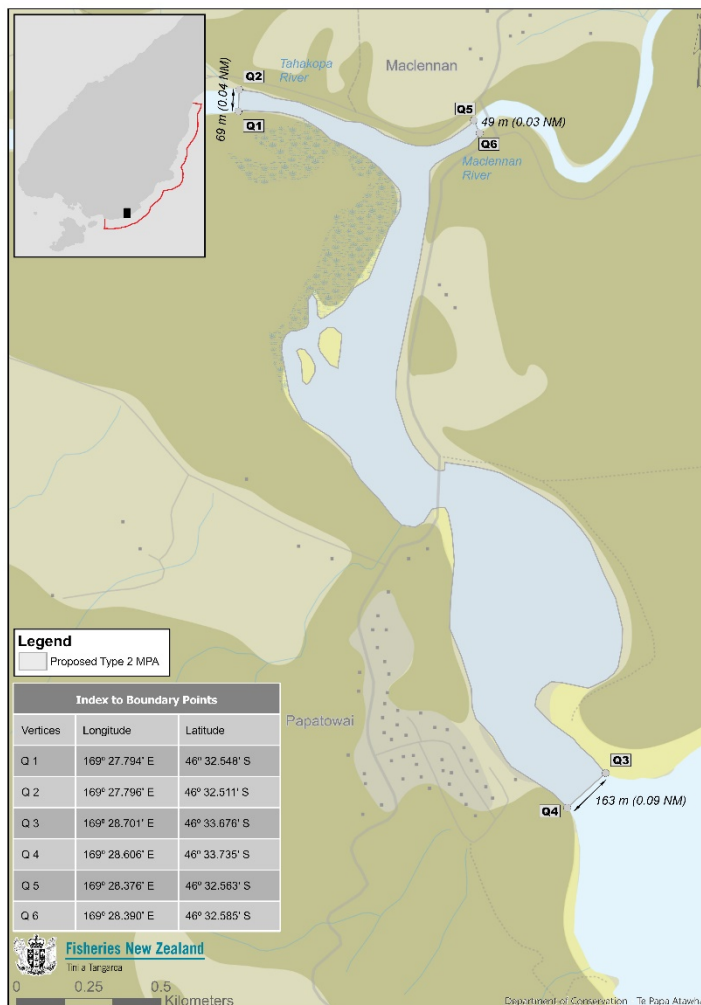 Q2
Tahakopa
River
Maclennan
69 m (0.04 NM)
Q1
Q5
49 m (0.03 NM)
Q6
Maclennan
River
Papatowai
Q3
Q4
163 m (0.09 NM)
Legend
Proposed Type 2 MPA
Index to Boundary Points
Vertices Longitude Latitude
Q 1 169° 27.794' E 46° 32.548' S
Q 2 169° 27.796' E 46° 32.511' S
Q 3 169° 28.701' E 46° 33.676' S
Q 4 169° 28.606' E 46° 33.735' S
Q 5 169° 28.376' E 46° 32.563' S
Q 6 169° 28.390' E 46° 32.585' S
Fisheries New Zealand
Tini a Tangaroa
0 0.25 0.5
Kilometers
Department of Conservation Te Papa Atawh